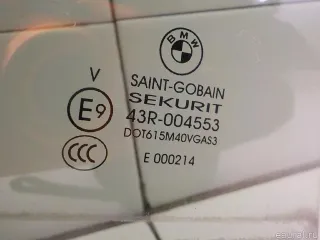 BMW
V
SAINT-GOBAIN
SEKURIT
E9
43R-004553
DOT615M40VGAS3
CCC
E 000214